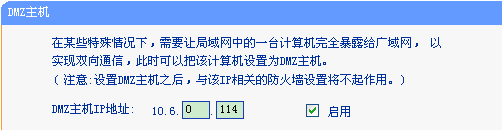 DMZ主机
在某些特殊情况下，需要让局域网中的一台计算机完全暴露给广域网，以
实现双向通信，此时可以把该计算机设置为DMZ主机。
（注意:设置DMZ主机之后，与该IP相关的防火墙设置将不起作用。）
DMZ主机IP地址: 10.6.0.114 启用